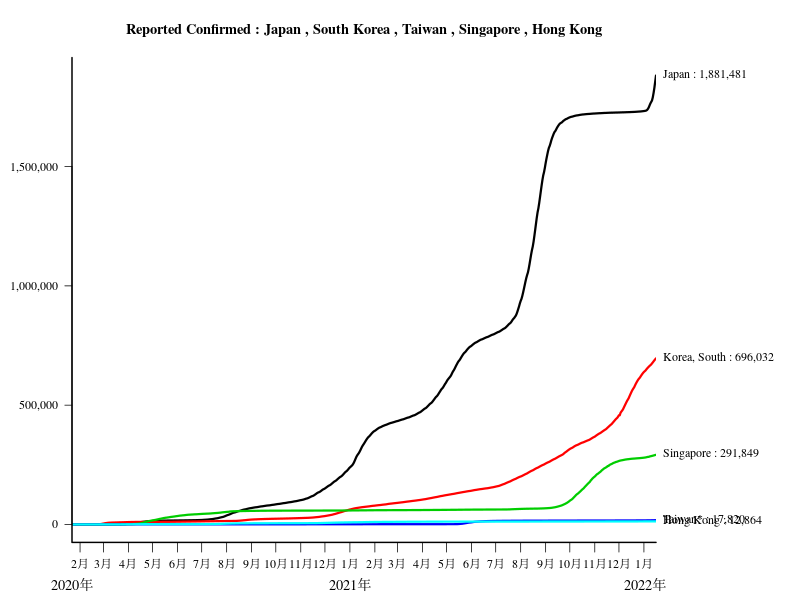 Reported Confirmed : Japan , South Korea , Taiwan , Singapore , Hong Kong
Japan : 1,881,481
1,500,000
1,000,000
Korea, South : 696,032
500,000
Singapore : 291,849
0
2月 3月 4月 5月 6月 7月 8月 9月 10月 11月 12月 1月 2月 3月 4月 5月 6月 7月 8月 9月 10月 11月 12月 1月
2020年 2021年 2022年